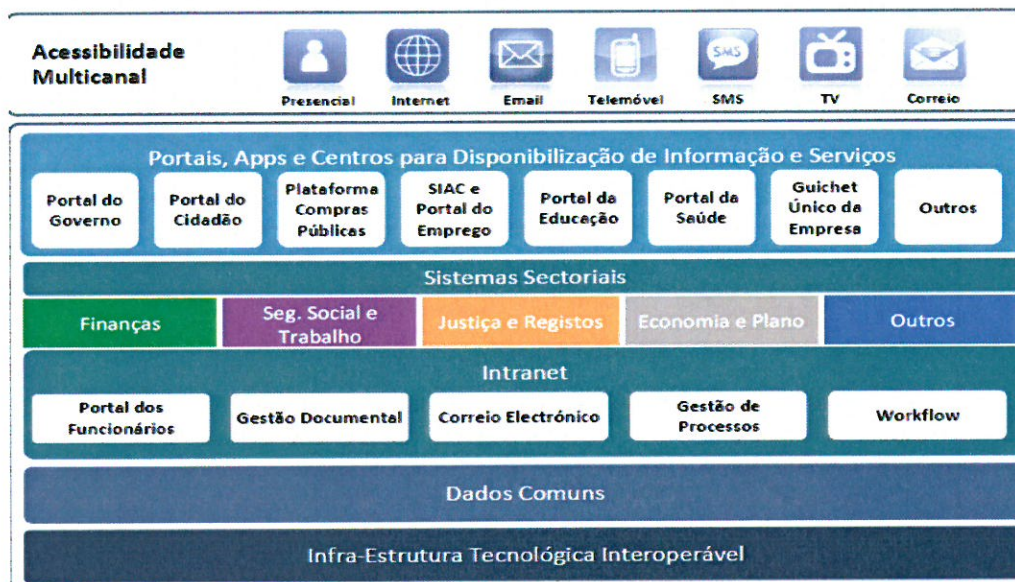 Acessibilidade
Multicanal
SMS
Presencial
Internet
Email
Telemóvel
SMS
TV
Correio
Portais, Apps e Centros para Disponibilização de Informação e Serviços
Portal do
Governo
Portal do
Cidadão
Plataforma
Compras
Públicas
SIAC e
Portal do
Emprego
Portal da
Educação
Portal da
Saúde
Guichet
Único da
Empresa
Outros
Sistemas Sectoriais
Finanças
Seg. Social e
Trabalho
Justiça e Registos
Economia e Plano
Outros
Intranet
Portal dos
Funcionários
Gestão Documental
Correio Electrónico
Gestão de
Processos
Workflow
Dados Comuns
Infra-Estrutura Tecnológica Interoperável